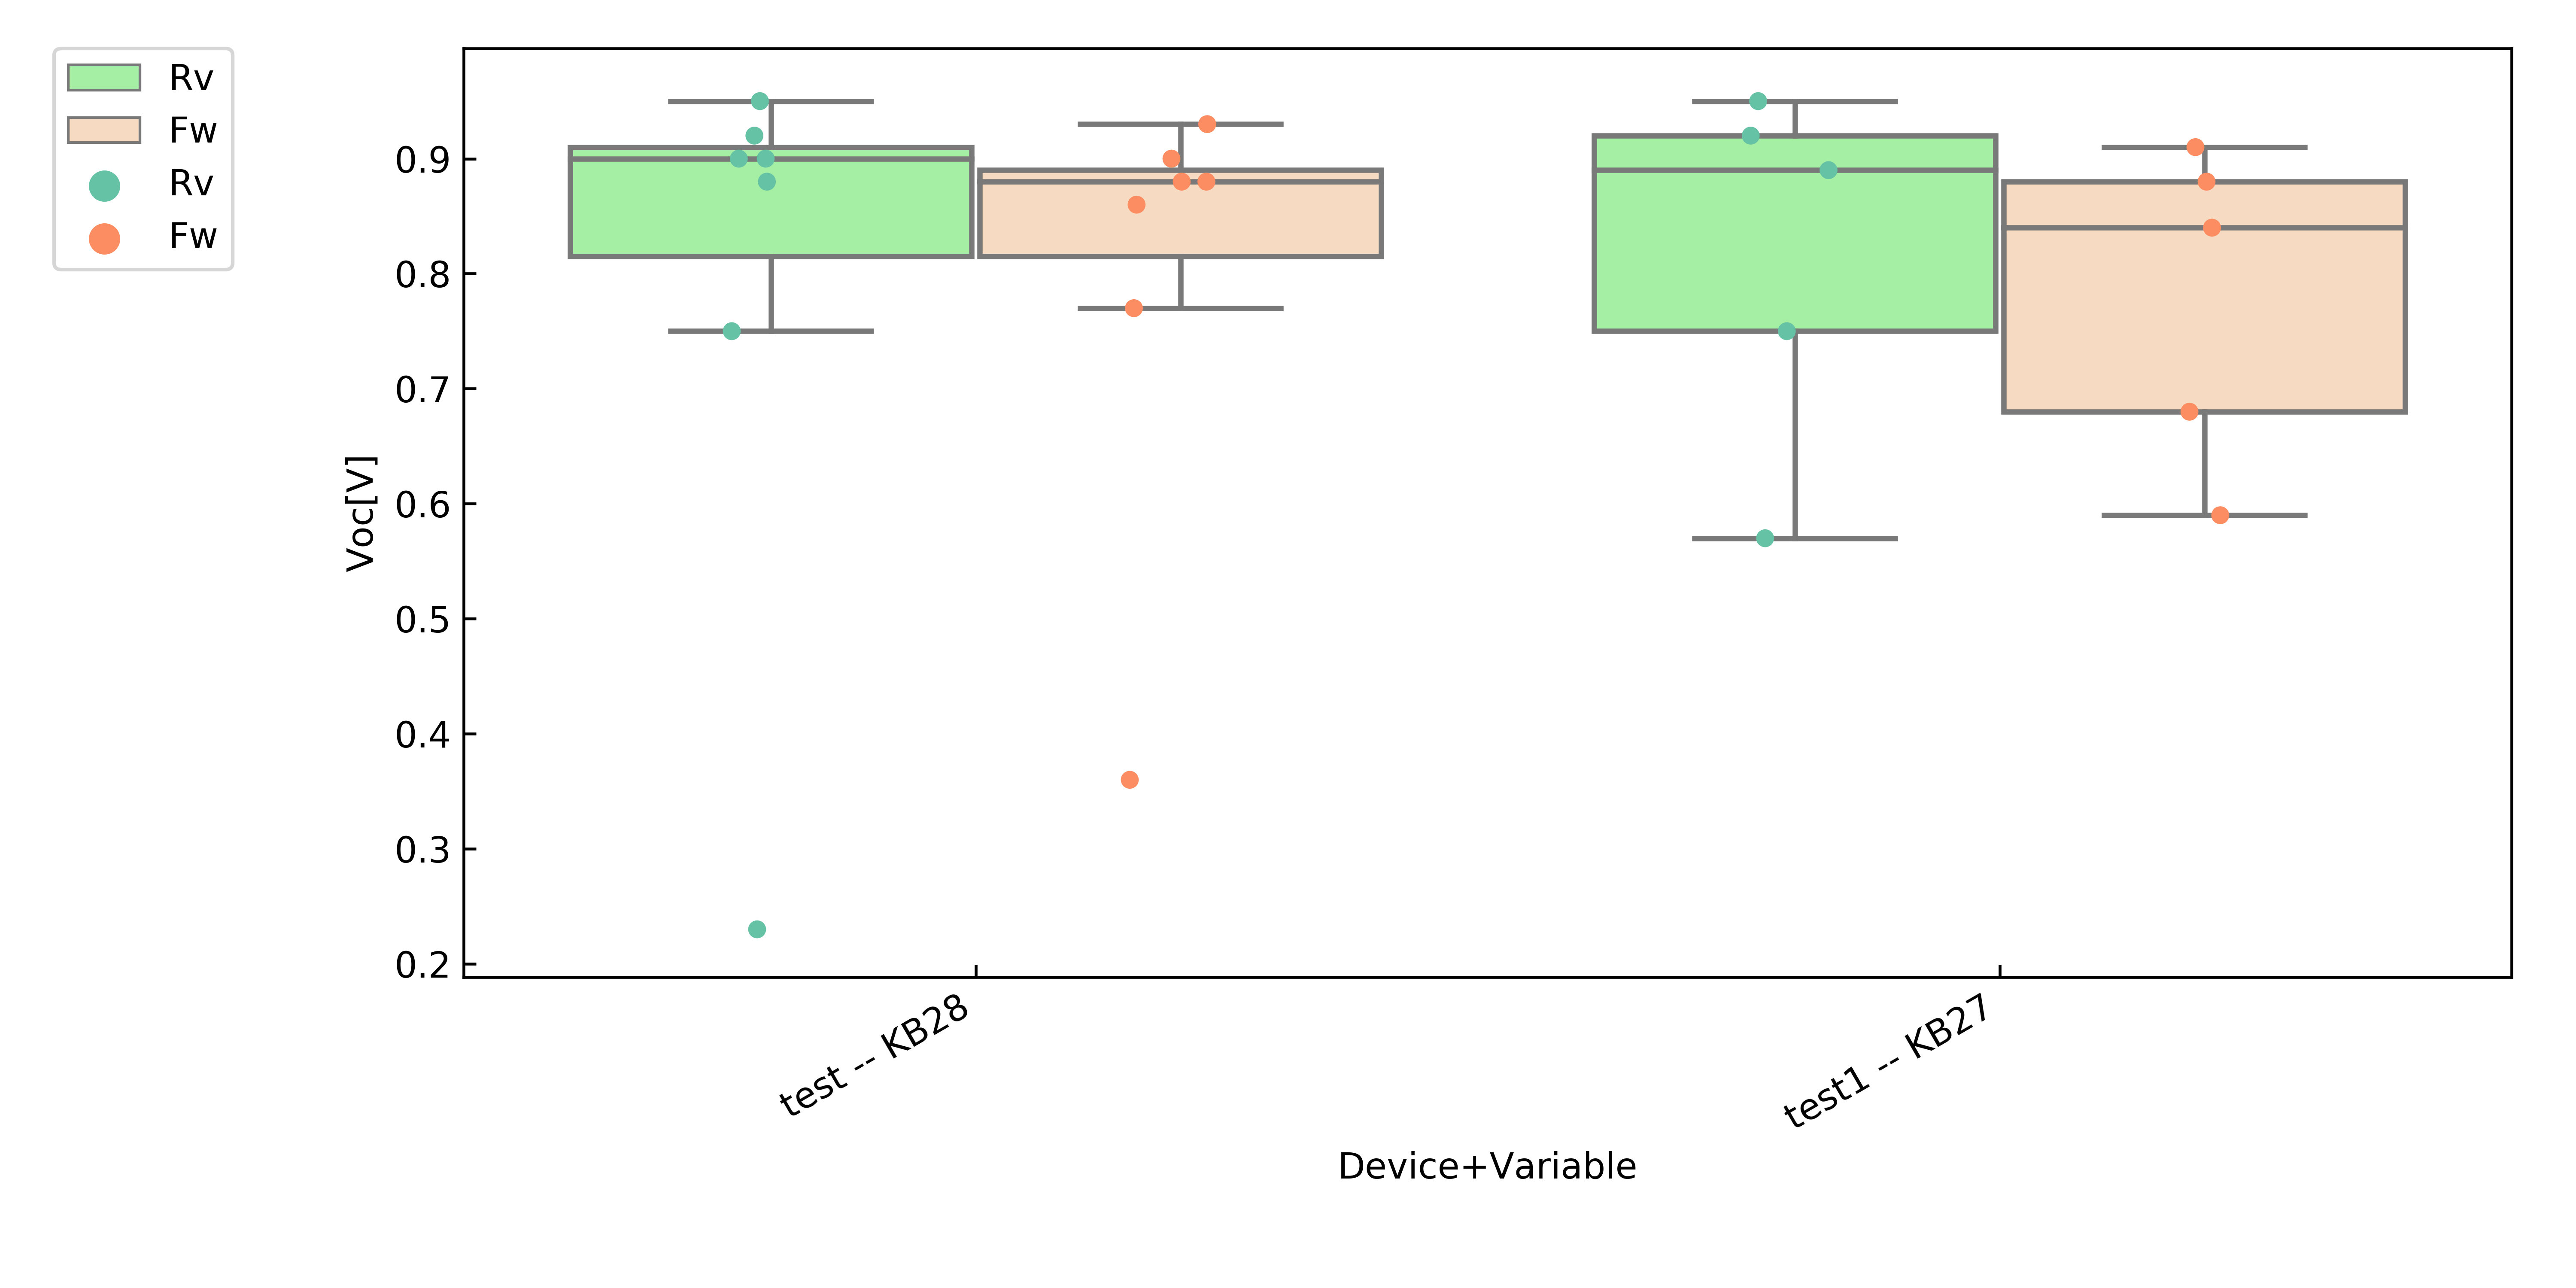 Rv
Fw
Rv
Fw
Voc[V]
0.9
0.8
0.7
0.6
0.5
0.4
0.3
0.2
test -- KB28
test1 -- KB27
Device+Variable